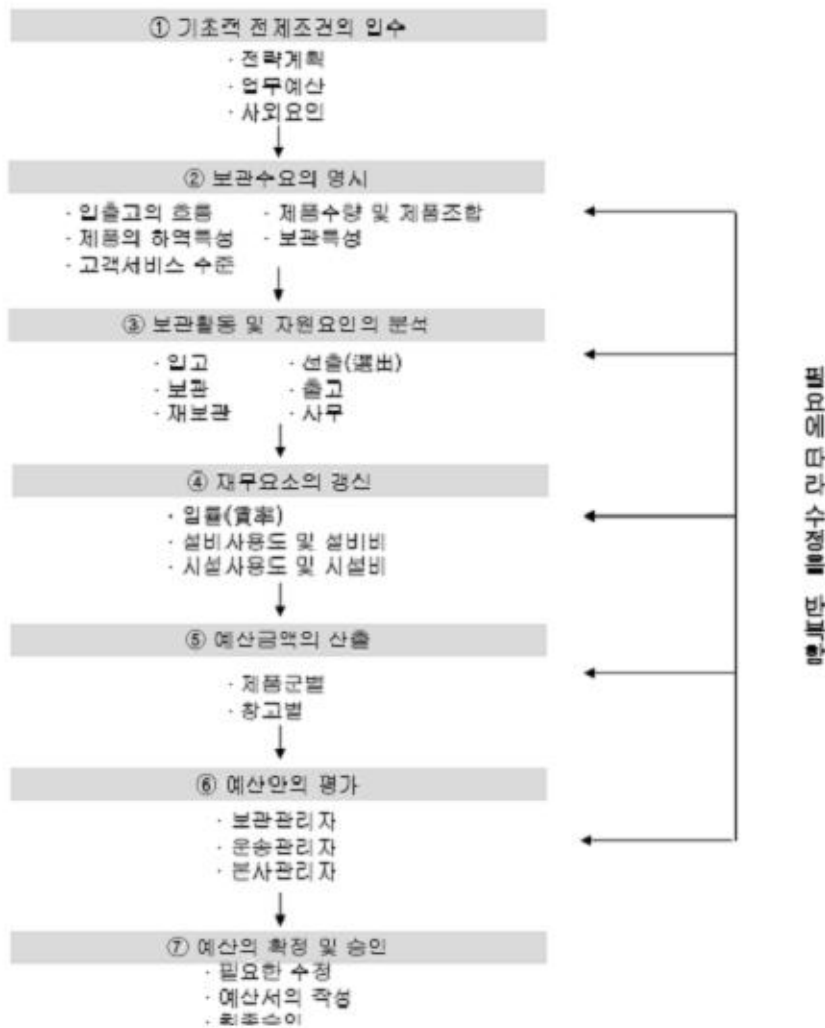 ① 기초적 전제조건의 입수
· 전략계획
· 업무예산
· 사외요인
② 보관수요의 명시
· 입출고의 흐름 · 제품수량 및 제품조합
· 제품의 하역특성 · 보관특성
· 고객서비스 수준
③ 보관활동 및 자원요인의 분석
· 입고 · 선출(選出)
· 보관 · 출고
· 재보관 · 사무
④ 재무요소의 갱신
· 임률(賃率)
· 설비사용도 및 설비비
· 시설사용도 및 시설비
⑤ 예산금액의 산출
· 제품군별
· 창고별
⑥ 예산안의 평가
· 보관관리자
· 운송관리자
· 본사관리자
⑦ 예산의 확정 및 승인
· 필요한 수정
· 예산서의 작성
· 최종승인
필요에 따라 수정을 반복함